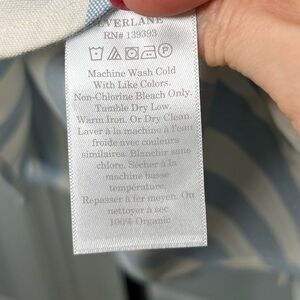 EVERLANE
RN# 139393
Machine Wash Cold
With Like Colors.
Non-Chlorine Bleach Only.
Tumble Dry Low.
Warm Iron. Or Dry Clean.
Laver à la machine à l'eau
froide avec couleurs
similaires. Blanchir sans
chlore. Sécher à la
machine basse
température.
Repasser à fer moyen. Ou
nettoyer à sec
100% Organic